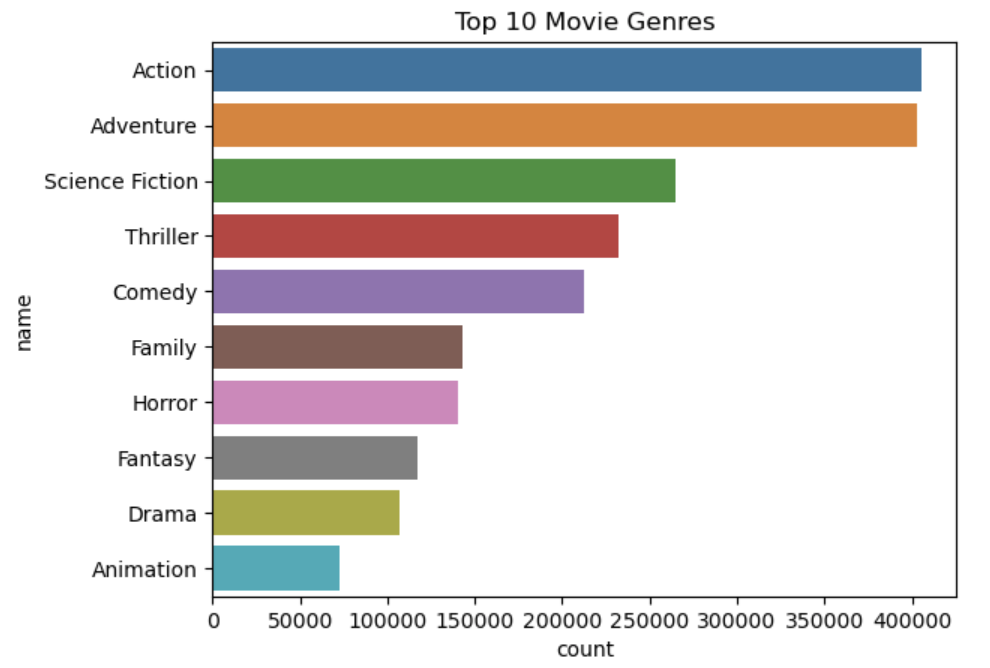 Top 10 Movie Genres
Action
Adventure
Science Fiction
Thriller
Comedy
Family
Horror
Fantasy
Drama
Animation
name
0 50000 100000 150000 200000 250000 300000 350000 400000
count